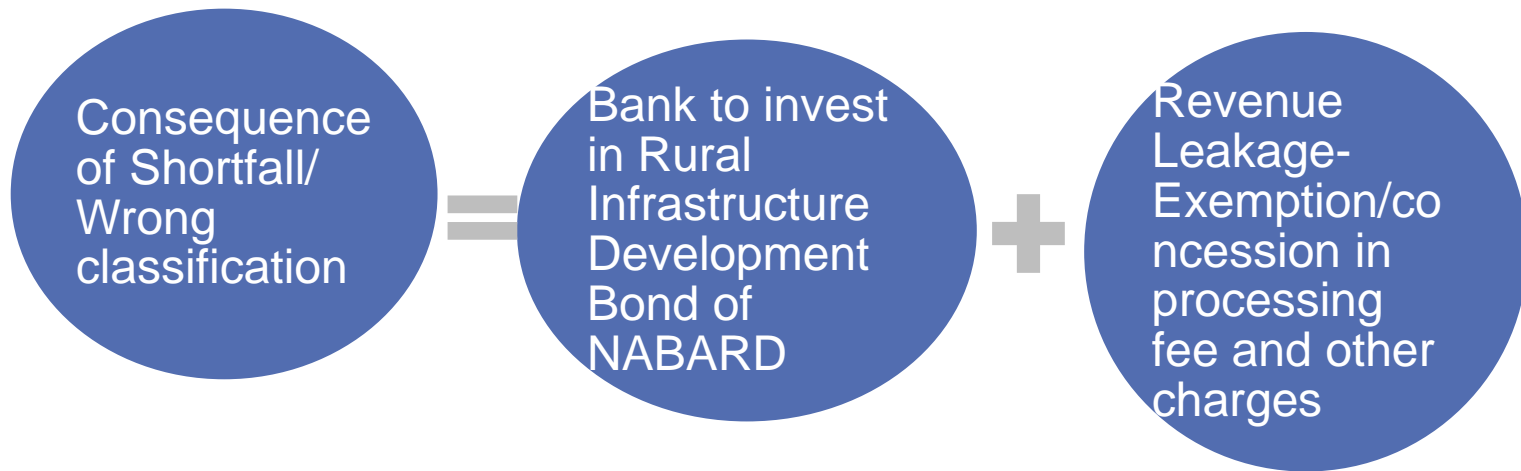 Consequence
of Shortfall/
Wrong
classification
=
Bank to invest
in Rural
Infrastructure
Development
Bond of
NABARD
+
Revenue
Leakage-
Exemption/co
ncession in
processing
fee and other
charges